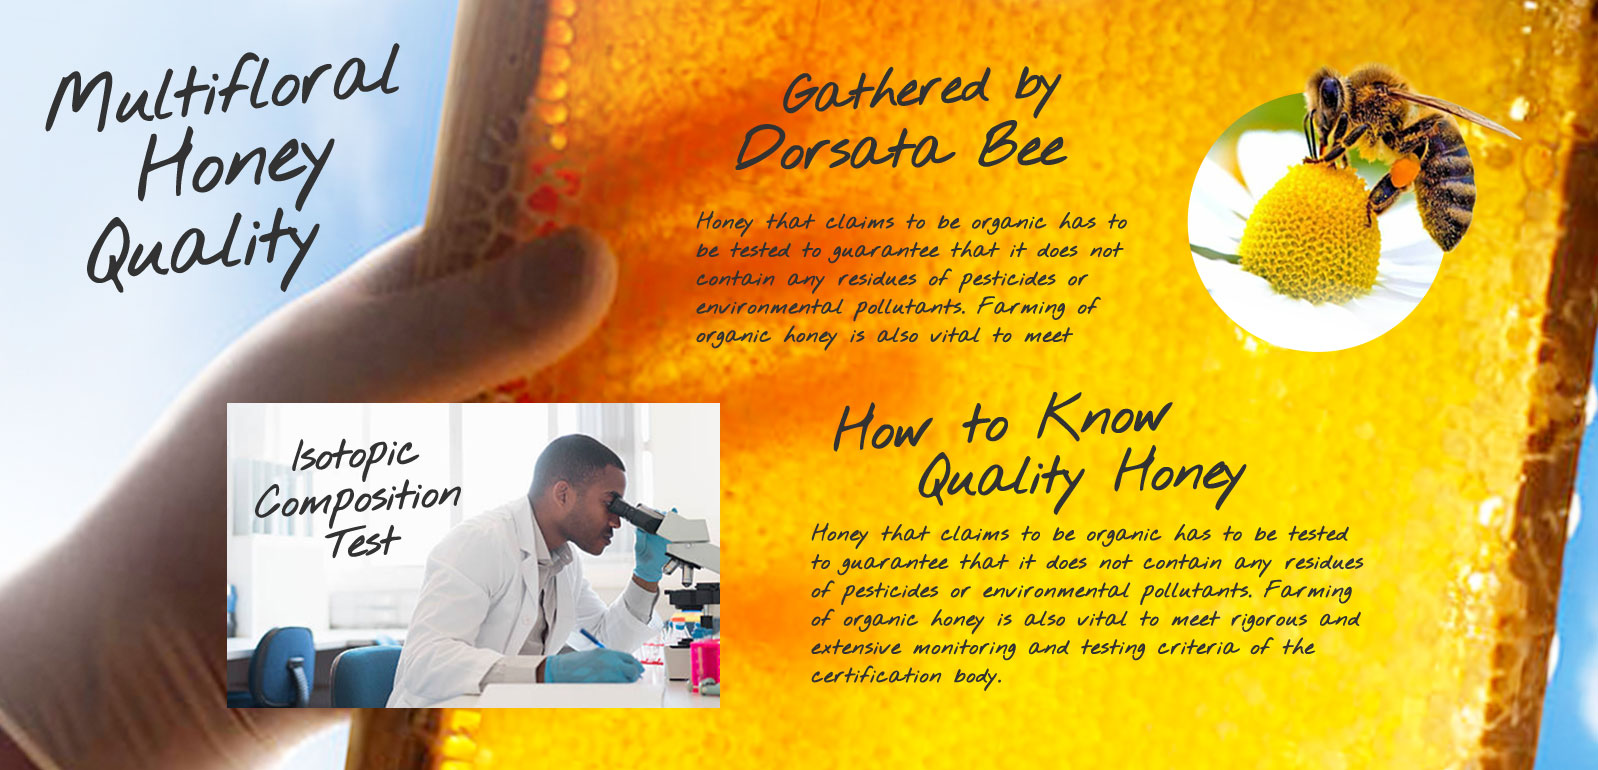 Multifloral
Honey
Quality
Gathered by
Dorsata Bee
Honey that claims to be organic has to
be tested to guarantee that it does not
contain any residues of pesticides or
environmental pollutants. Farming of
organic honey is also vital to meet
How to Know
Quality Honey
Honey that claims to be organic has to be tested
to guarantee that it does not contain any residues
of pesticides or environmental pollutants. Farming
of organic honey is also vital to meet rigorous and
extensive monitoring and testing criteria of the
certification body.
Isotopic
Composition
Test